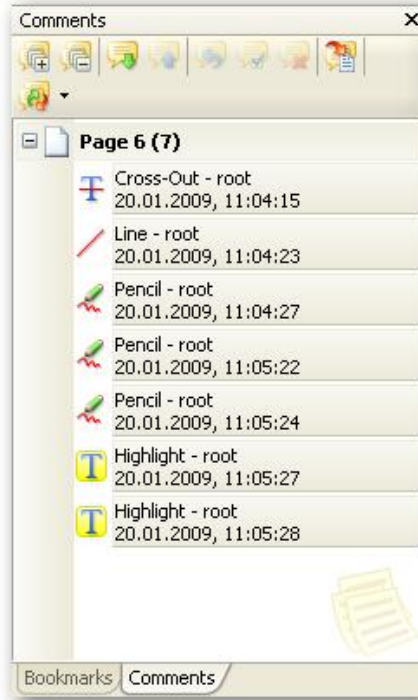 Comments
Page 6 (7)
Cross-Out - root
20.01.2009, 11:04:15
Line - root
20.01.2009, 11:04:23
Pencil - root
20.01.2009, 11:04:27
Pencil - root
20.01.2009, 11:05:22
Pencil - root
20.01.2009, 11:05:24
Highlight - root
20.01.2009, 11:05:27
Highlight - root
20.01.2009, 11:05:28
Bookmarks Comments